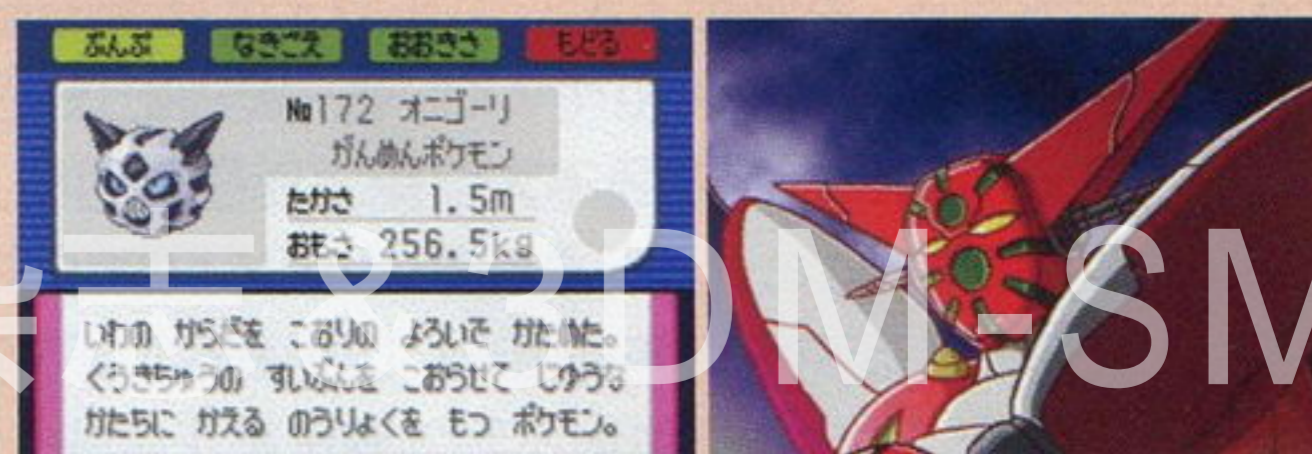 ぶんぷ なきごえ おおきさ もどる
№172 オニゴーリ
がんめんポケモン
たかさ 1.5m
おもさ 256.5kg
いわの からだを こおりの よろいで かためた。
くうきちゅうの すいぶんを こおらせて じゆうな
かたちに かえる のうりょくを もつ ポケモン。
&3DM-SM